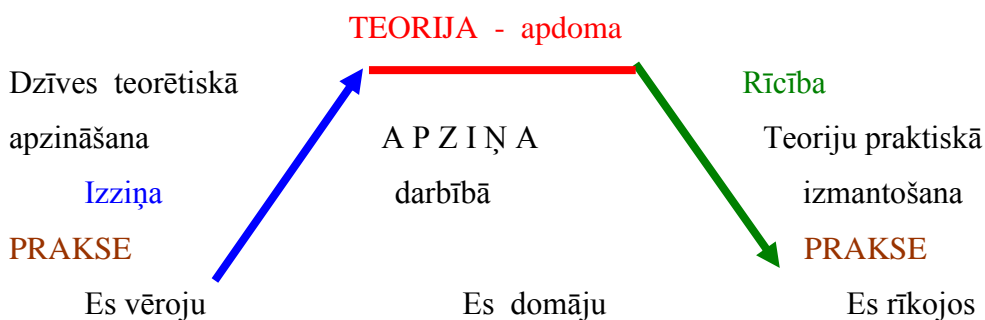 TEORIJA - apdoma
Dzīves teorētiskā Rīcība
apzināšana A P Z I Ņ A Teoriju praktiskā
Izziņa darbībā izmantošana
PRAKSE PRAKSE
Es vēroju Es domāju Es rīkojos